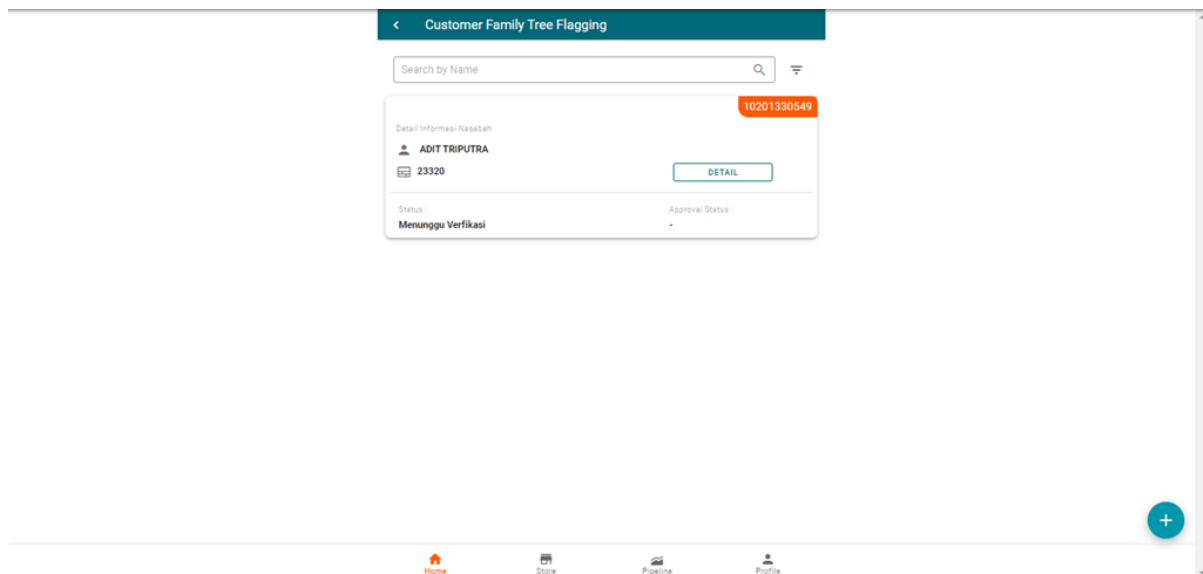 Customer Family Tree Flagging
Search by Name
10201330549
Detail Informasi Nasabah
ADIT TRIPUTRA
23320
DETAIL
Status :
Approval Status :
Menunggu Verfikasi
-
Home
Store
Pipeline
Profile